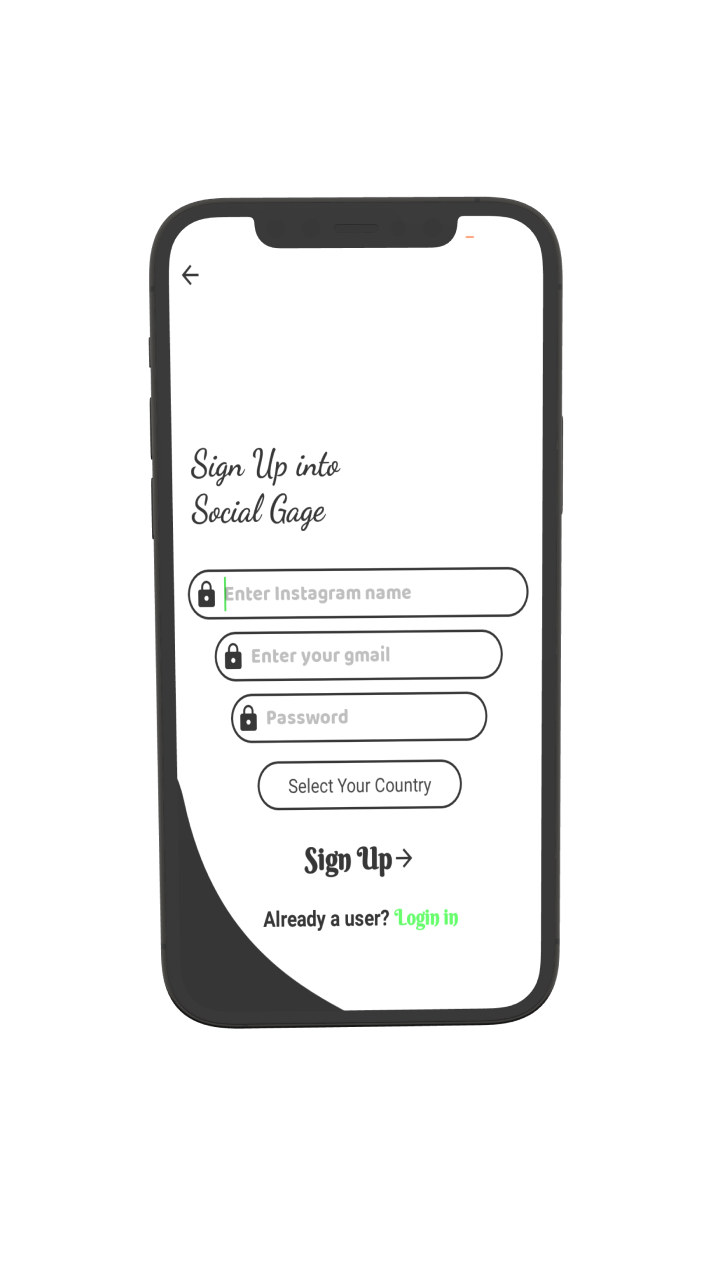 Sign Up into
Social Gage
Enter Instagram name
Enter your gmail
Password
Select Your Country
Sign Up
Already a user? Login in